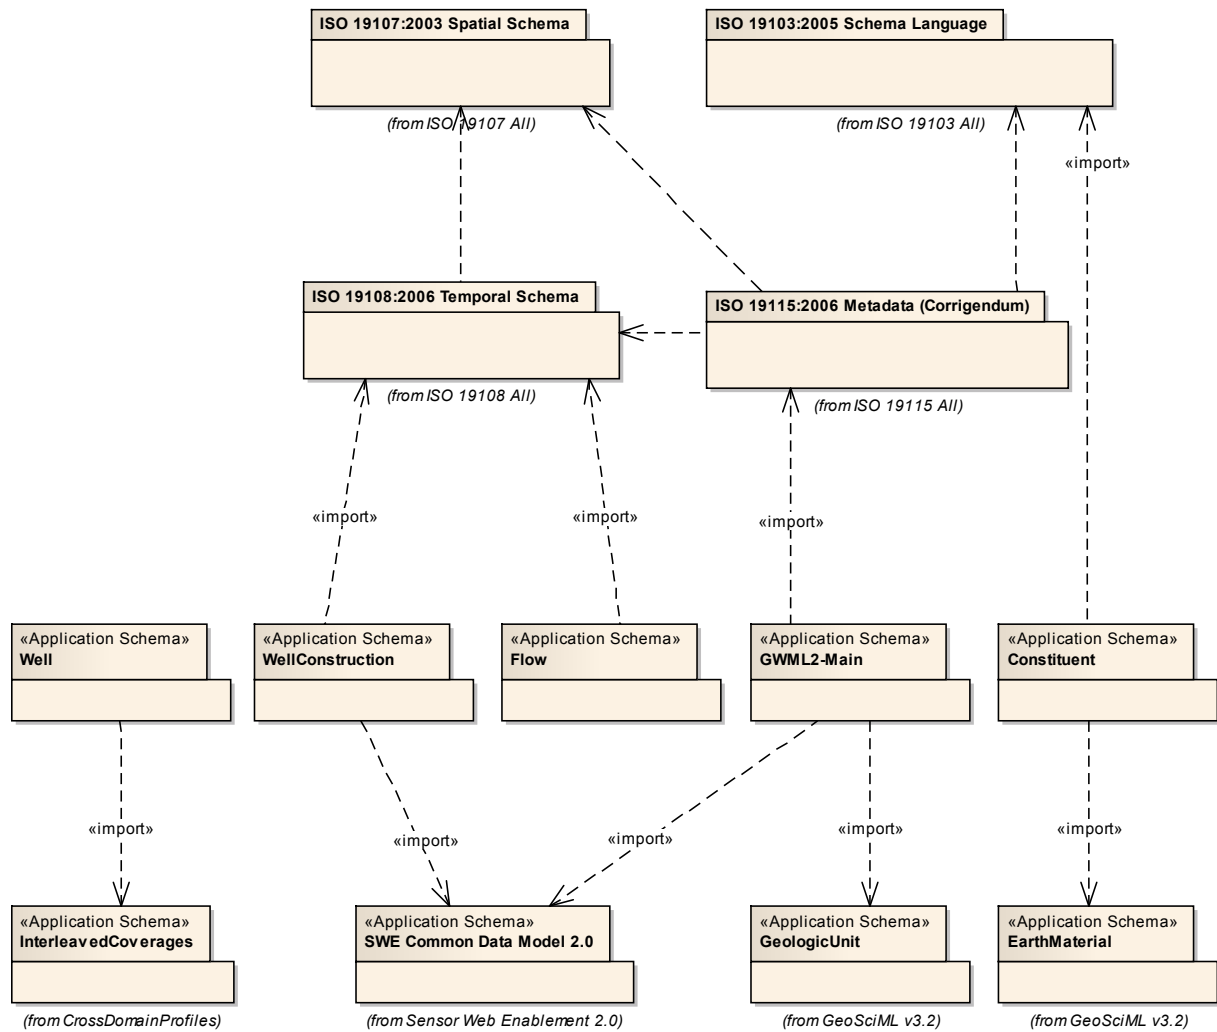 ISO 19107:2003 Spatial Schema
ISO 19103:2005 Schema Language
(from ISO 19107 All)
(from ISO 19103 All)
«import»
ISO 19108:2006 Temporal Schema
ISO 19115:2006 Metadata (Corrigendum)
(from ISO 19108 All)
(from ISO 19115 All)
«import»
«import»
«import»
«Application Schema»
Well
«Application Schema»
WellConstruction
«Application Schema»
Flow
«Application Schema»
GWML2-Main
«Application Schema»
Constituent
«import»
«import»
«import»
«import»
«import»
«Application Schema»
InterleavedCoverages
«Application Schema»
SWE Common Data Model 2.0
«Application Schema»
GeologicUnit
«Application Schema»
EarthMaterial
(from CrossDomainProfiles)
(from Sensor Web Enablement 2.0)
(from GeoSciML v3.2)
(from GeoSciML v3.2)